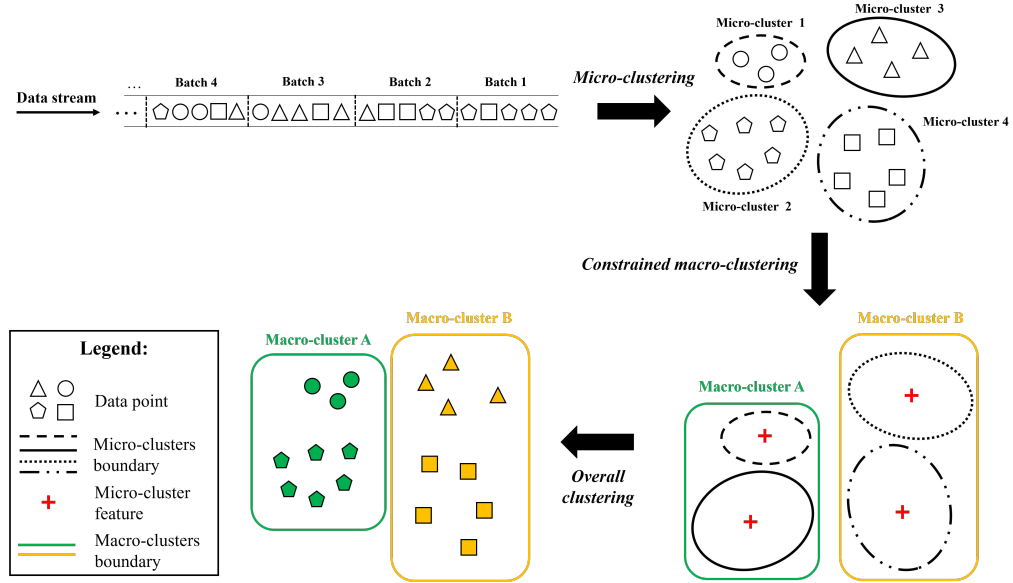 Data stream
...
...
Batch 4
Batch 3
Batch 2
Batch 1
Micro-clustering
Micro-cluster 1
Micro-cluster 3
Micro-cluster 4
Micro-cluster 2
Constrained macro-clustering
Macro-cluster B
Macro-cluster A
Overall
clustering
Macro-cluster B
Macro-cluster A
Legend:
Data point
Micro-clusters
boundary
Micro-cluster
feature
Macro-clusters
boundary